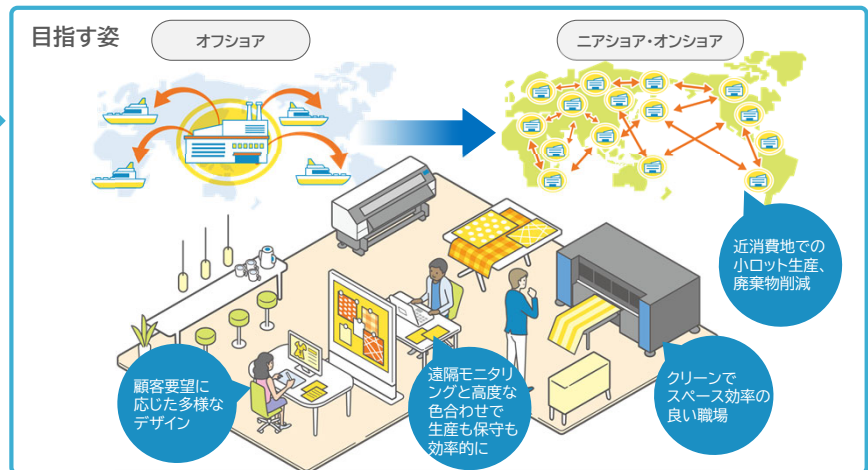 目指す姿
オフショア
ニアショア・オンショア
近消費地での
小ロット生産、
廃棄物削減
顧客要望に
応じた多様な
デザイン
遠隔モニタリ
ングと高度な
色合わせで
生産も保守も
効率的に
クリーンで
スペース効率の
良い職場